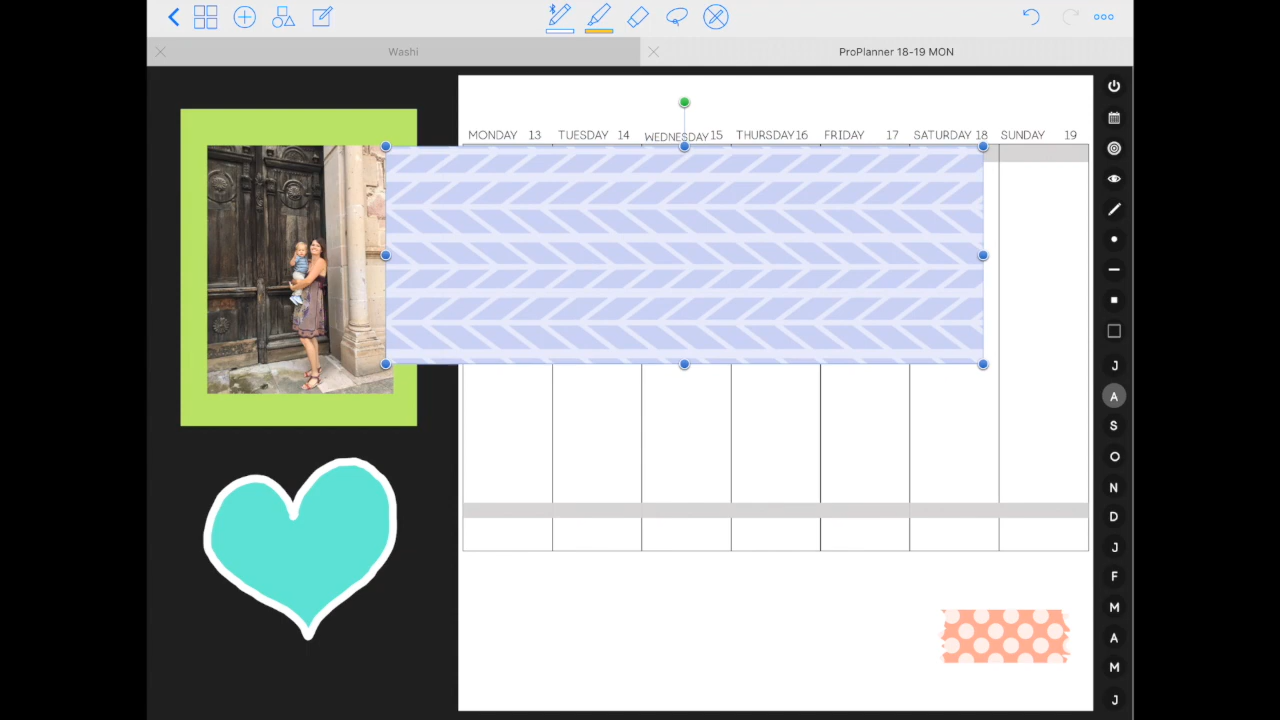 Washi
ProPlanner 18-19 MON
MONDAY 13 TUESDAY 14 WEDNESDAY 15 THURSDAY 16 FRIDAY 17 SATURDAY 18 SUNDAY 19
J
A
S
O
N
D
J
F
M
A
M
J